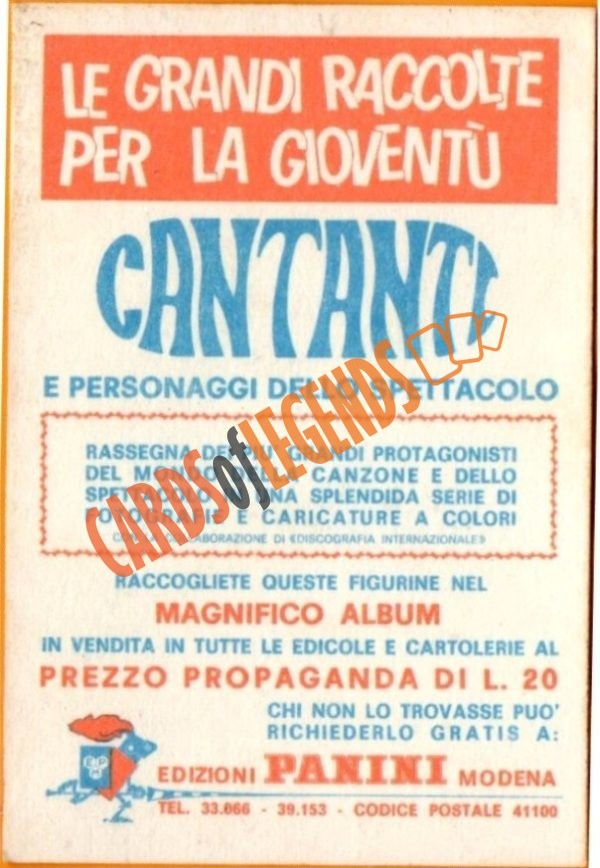 LE GRANDI RACCOLTE
PER LA GIOVENTÙ
CANTANTI
E PERSONAGGI DELLO SPETTACOLO
RASSEGNA DEI PIU' GRANDI PROTAGONISTI
DEL MONDO DELLA CANZONE E DELLO
SPETTACOLO UNA SPLENDIDA SERIE DI
FOTOGRAFIE E CARICATURE A COLORI
CON LA COLLABORAZIONE DI «DISCOGRAFIA INTERNAZIONALE»
CARDS of LEGENDS
RACCOGLIETE QUESTE FIGURINE NEL
MAGNIFICO ALBUM
IN VENDITA IN TUTTE LE EDICOLE E CARTOLERIE AL
PREZZO PROPAGANDA DI L. 20
CHI NON LO TROVASSE PUO'
RICHIEDERLO GRATIS A:
EDIZIONI PANINI MODENA
TEL. 33.066 - 39.153 - CODICE POSTALE 41100